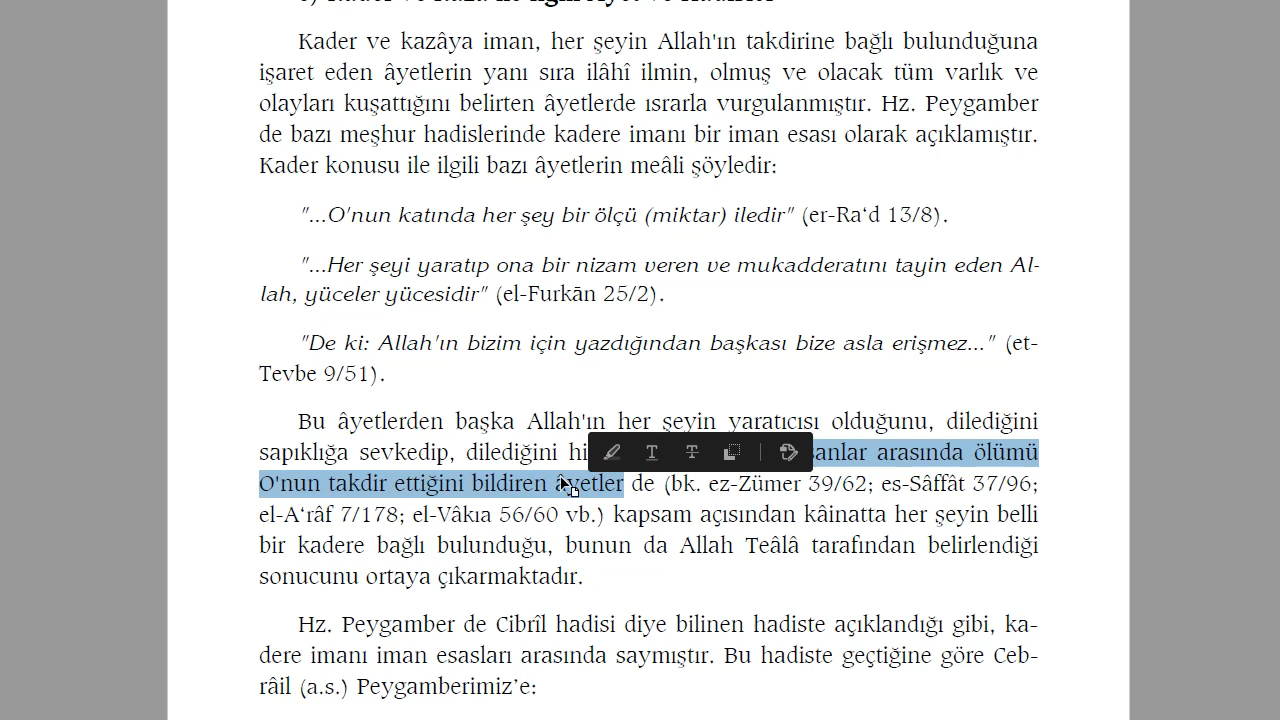 Kader ve kazâya iman, her şeyin Allah'ın takdirine bağlı bulunduğuna
işaret eden âyetlerin yanı sıra ilâhî ilmin, olmuş ve olacak tüm varlık ve
olayları kuşattığını belirten âyetlerde ısrarla vurgulanmıştır. Hz. Peygamber
de bazı meşhur hadislerinde kadere imanı bir iman esası olarak açıklamıştır.
Kader konusu ile ilgili bazı âyetlerin meâli şöyledir:
"...O'nun katında her şey bir ölçü (miktar) iledir" (er-Ra‘d 13/8).
"...Her şeyi yaratıp ona bir nizam veren ve mukadderatını tayin eden Al-
lah, yüceler yücesidir" (el-Furkān 25/2).
"De ki: Allah'ın bizim için yazdığından başkası bize asla erişmez..." (et-
Tevbe 9/51).
Bu âyetlerden başka Allah'ın her şeyin yaratıcısı olduğunu, dilediğini
sapıklığa sevkedip, dilediğini arasında ölümü
O'nun takdir ettiğini bildiren âyetler de (bk. ez-Zümer 39/62; es-Sâffât 37/96;
el-A‘râf 7/178; el-Vâkıa 56/60 vb.) kapsam açısından kâinatta her şeyin belli
bir kadere bağlı bulunduğu, bunun da Allah Teâlâ tarafından belirlendiği
sonucunu ortaya çıkarmaktadır.
Hz. Peygamber de Cibrîl hadisi diye bilinen hadiste açıklandığı gibi, ka-
dere imanı iman esasları arasında saymıştır. Bu hadiste geçtiğine göre Ceb-
râil (a.s.) Peygamberimiz’e: